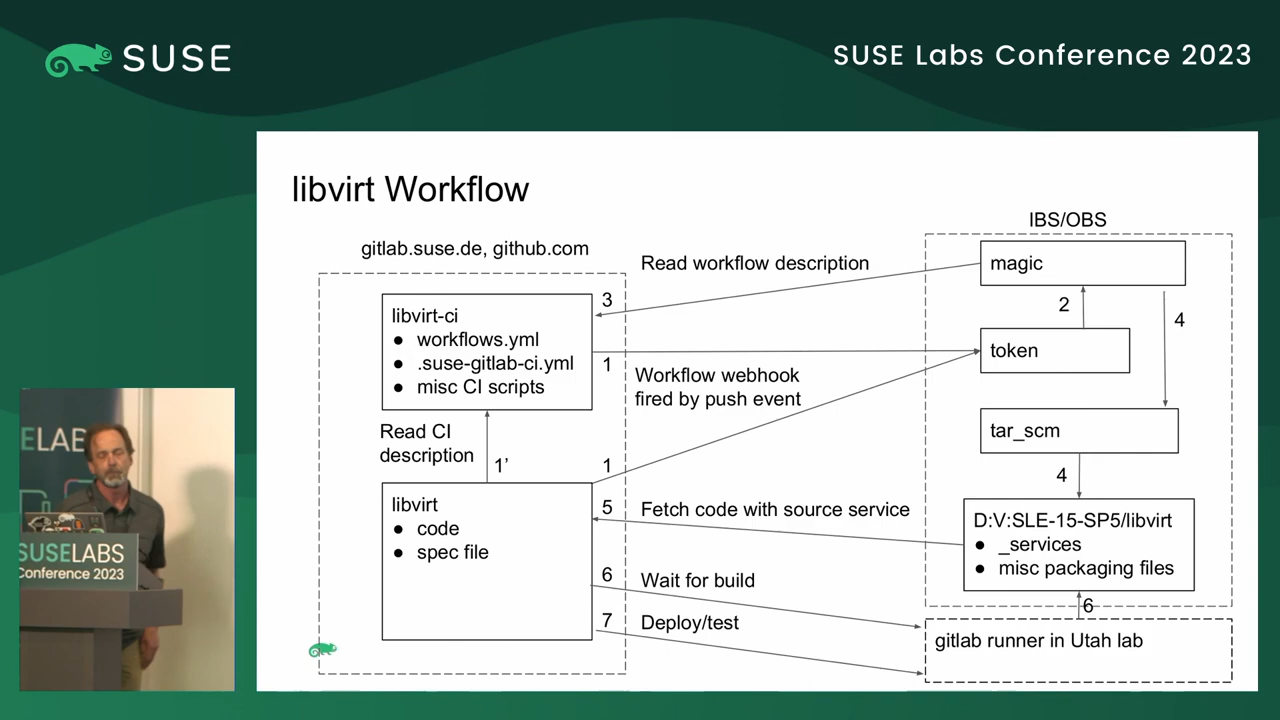 SUSE
SUSE Labs Conference 2023
libvirt Workflow
IBS/OBS
gitlab.suse.de, github.com
Read workflow description
magic
3
2
4
libvirt-ci
● workflows.yml
● .suse-gitlab-ci.yml
● misc CI scripts
1
token
Workflow webhook
fired by push event
Read CI
description
1’
1
tar_scm
4
libvirt
● code
● spec file
5
Fetch code with source service
D:V:SLE-15-SP5/libvirt
● _services
● misc packaging files
6
Wait for build
6
7
Deploy/test
gitlab runner in Utah lab
ELAB
SUSELABS
Conference 2023